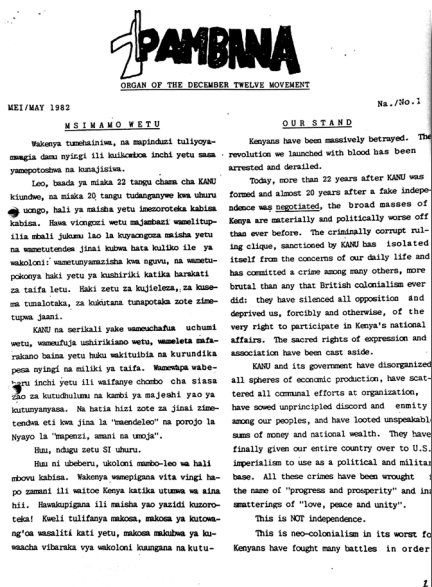 PAMBANA
ORGAN OF THE DECEMBER TWELVE MOVEMENT
MEI/MAY 1982
Na./No.1
MSIMAMO WETU
Wakenya tumehainiwa, na mapinduzi tuliyoya-
mwagia damu nyingi ili kuikomboa inchi yetu sasa
yamepotoshwa na kunajisiwa.
Leo, baada ya miaka 22 tangu chama cha KANU
kiundwe, na miaka 20 tangu tudanganywe kwa uhuru
wa uongo, hali ya maisha yetu imezoroteka kabisa
kabisa. Hawa viongozi wetu majambazi wamelitup-
ilia mbali jukumu lao la kuyaongoza maisha yetu
na wametutendea jinai kubwa hata kuliko ile ya
wakoloni: wametunyamazisha kwa nguvu, na wametu-
pokonya haki yetu ya kushiriki katika barakati
za taifa letu. Haki zetu za kujieleza, za kuse-
ma tunalotaka, za kukutana tunapotaka zote zime-
tupwa jaani.
KANU na serikali yake wameuchafua uchumi
wetu, wameufuja ushirikiano wetu, wameleta mafa-
rakano baina yetu huku wakituibia na kurundika
pesa nyingi na miliki ya taifa. Wamewapa wabe-
beru inchi yetu ili waifanye chombo cha siasa
zao za kutudhulumu na kambi ya majeshi yao ya
kutunyanyasa. Na hatia hizi zote za jinai zime-
tendwa eti kwa jina la "maendeleo" na porojo la
Nyayo la "mapenzi, amani na umoja".
Huu, ndugu zetu SI uhuru.
Huu ni ubeberu, ukoloni mambo-leo wa hali
mbovu kabisa. Wakenya wamepigana vita vingi ha-
po zamani ili waitoe Kenya katika utumwa wa aina
hii. Hawakupigana ili maisha yao yazidi kuzoro-
teka! Kweli tulifanya makosa, makosa ya kutowa-
ng'oa wasaliti kati yetu, makosa makubwa ya ku-
waacha vibaraka vya wakoloni kuungana na kutu-
OUR STAND
Kenyans have been massively betrayed. The
revolution we launched with blood has been
arrested and derailed.
Today, more than 22 years after KANU was
formed and almost 20 years after a fake indepe-
ndence was negotiated, the broad masses of
Kenya are materially and politically worse off
than ever before. The criminally corrupt rul-
ing clique, sanctioned by KANU has isolated
itself from the concerns of our daily life and
has committed a crime among many others, more
brutal than any that British colonialism ever
did: they have silenced all opposition and
deprived us, forcibly and otherwise, of the
very right to participate in Kenya's national
affairs. The sacred rights of expression and
association have been cast aside.
KANU and its government have disorganized
all spheres of economic production, have scat-
tered all communal efforts at organization,
have sowed unprincipled discord and enmity
among our peoples, and have looted unspeakabl
sums of money and national wealth. They have
finally given our entire country over to U.S.
imperialism to use as a political and militar
base. All these crimes have been wrought i
the name of "progress and prosperity" and ina
smatterings of "love, peace and unity".
This is NOT independence.
This is neo-colonialism in its worst fo
Kenyans have fought many battles in order
1